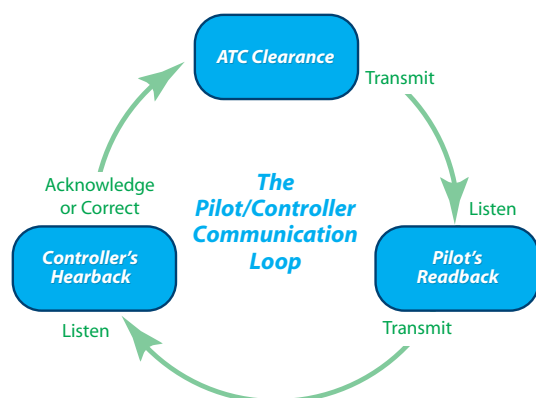 ATC Clearance
Transmit
Listen
Pilot's
Readback
Transmit
Listen
Controller's
Hearback
Acknowledge
or Correct
The
Pilot/Controller
Communication
Loop